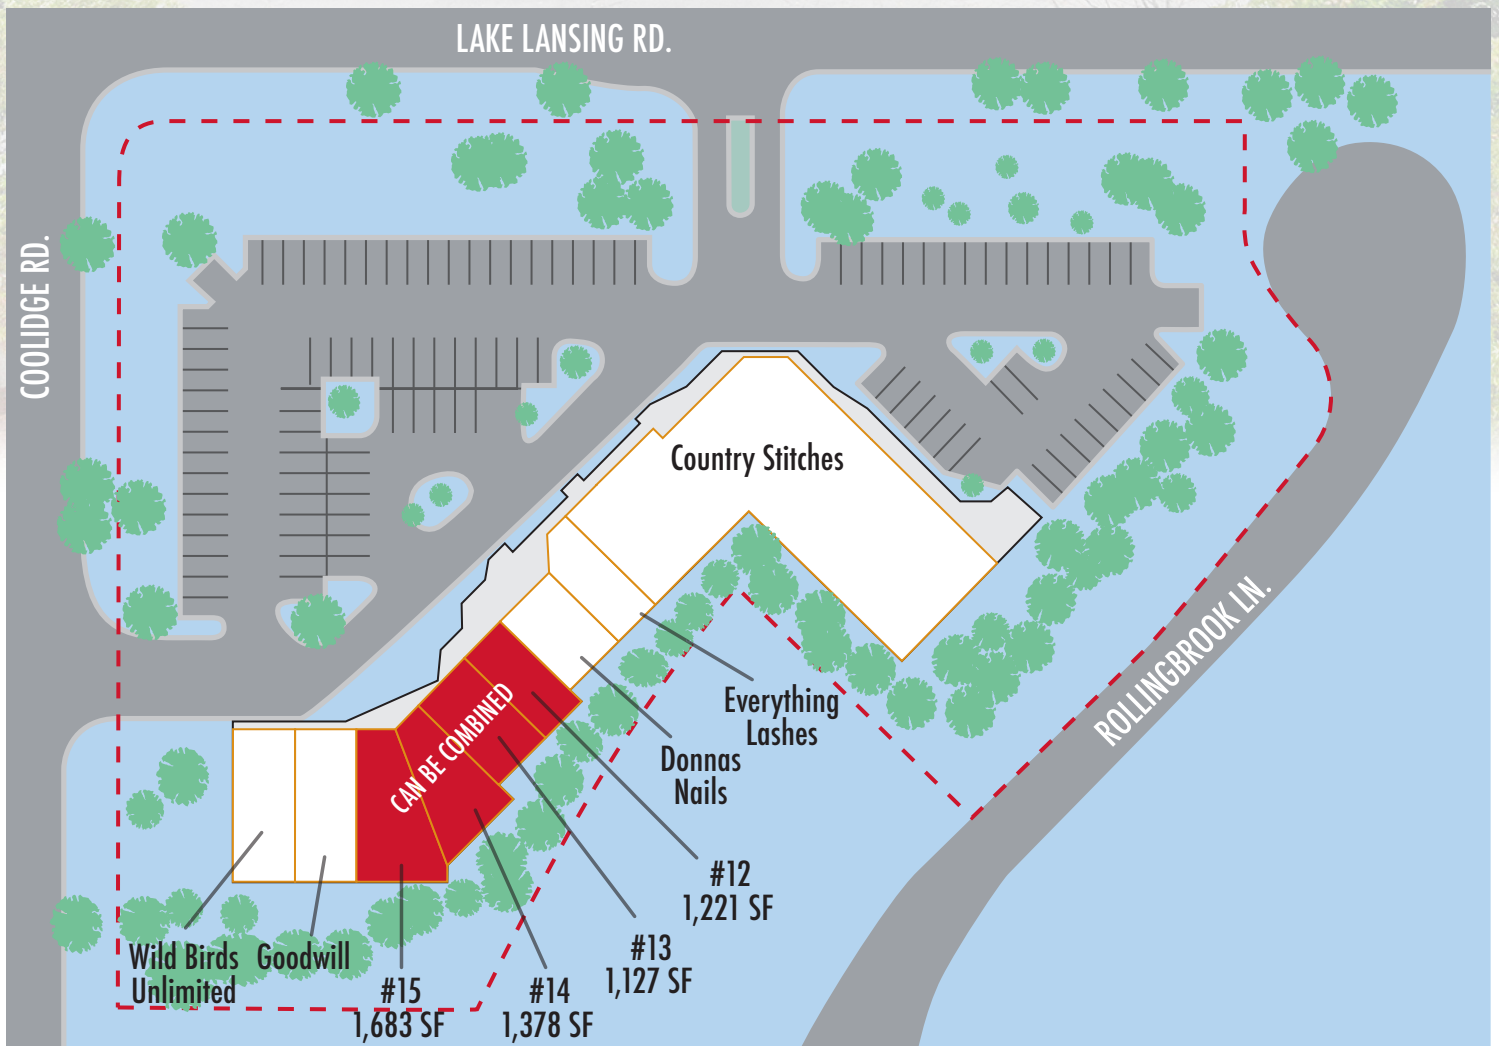 LAKE LANSING RD.
COOLIDGE RD.
Country Stitches
ROLLINGBROOK LN.
Everything
Lashes
Donnas
Nails
CAN BE COMBINED
#12
1,221 SF
#13
1,127 SF
#14
1,378 SF
#15
1,683 SF
Goodwill
Wild Birds
Unlimited